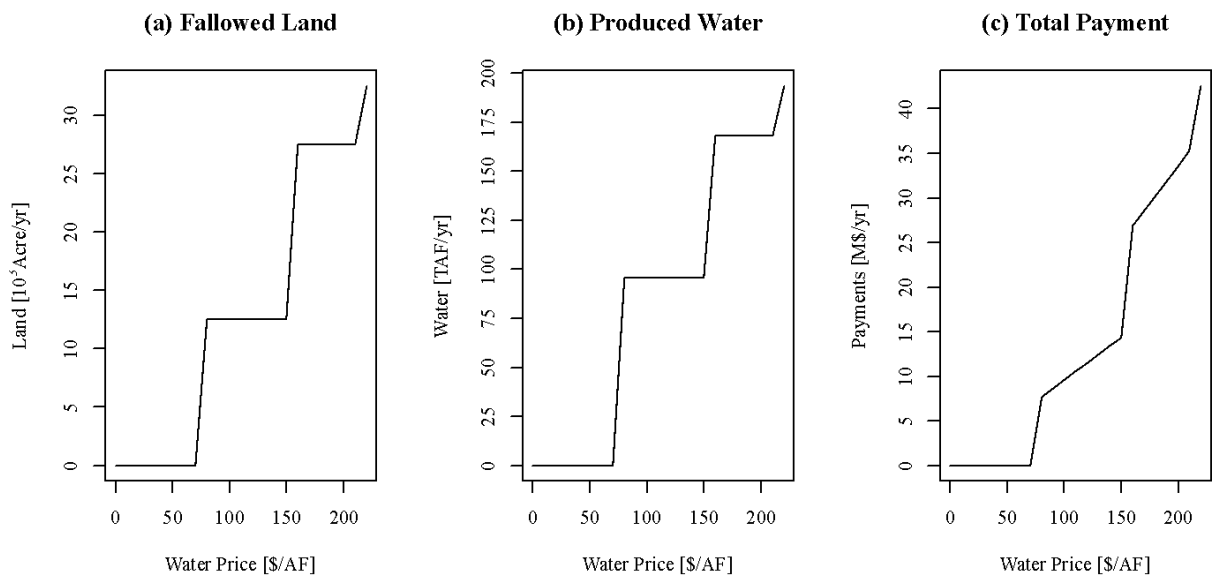 (a) Fallowed Land
Land [10⁻³Acre/yr]
30
25
20
15
10
5
0
0 50 100 150 200
Water Price [$/AF]
(b) Produced Water
Water [TAF/yr]
200
175
150
125
100
75
50
25
0
0 50 100 150 200
Water Price [$/AF]
(c) Total Payment
Payments [M$/yr]
40
35
30
25
20
15
10
5
0
0 50 100 150 200
Water Price [$/AF]